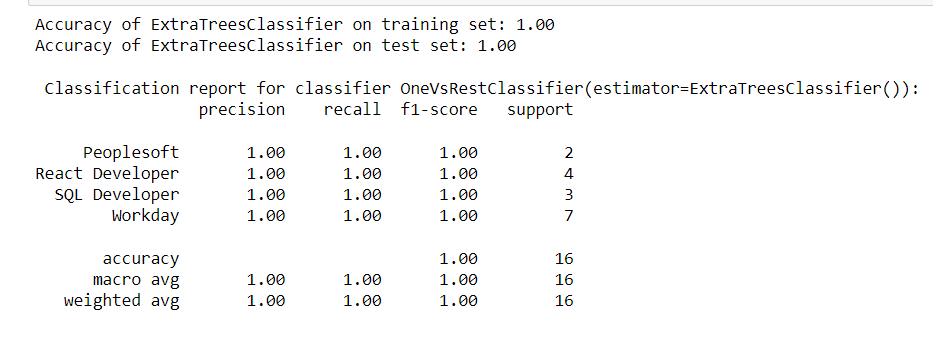 Accuracy of ExtraTreesClassifier on training set: 1.00
Accuracy of ExtraTreesClassifier on test set: 1.00
Classification report for classifier OneVsRestClassifier(estimator=ExtraTreesClassifier()):
precision recall f1-score support
Peoplesoft 1.00 1.00 1.00 2
React Developer 1.00 1.00 1.00 4
SQL Developer 1.00 1.00 1.00 3
Workday 1.00 1.00 1.00 7
accuracy 1.00 16
macro avg 1.00 1.00 1.00 16
weighted avg 1.00 1.00 1.00 16